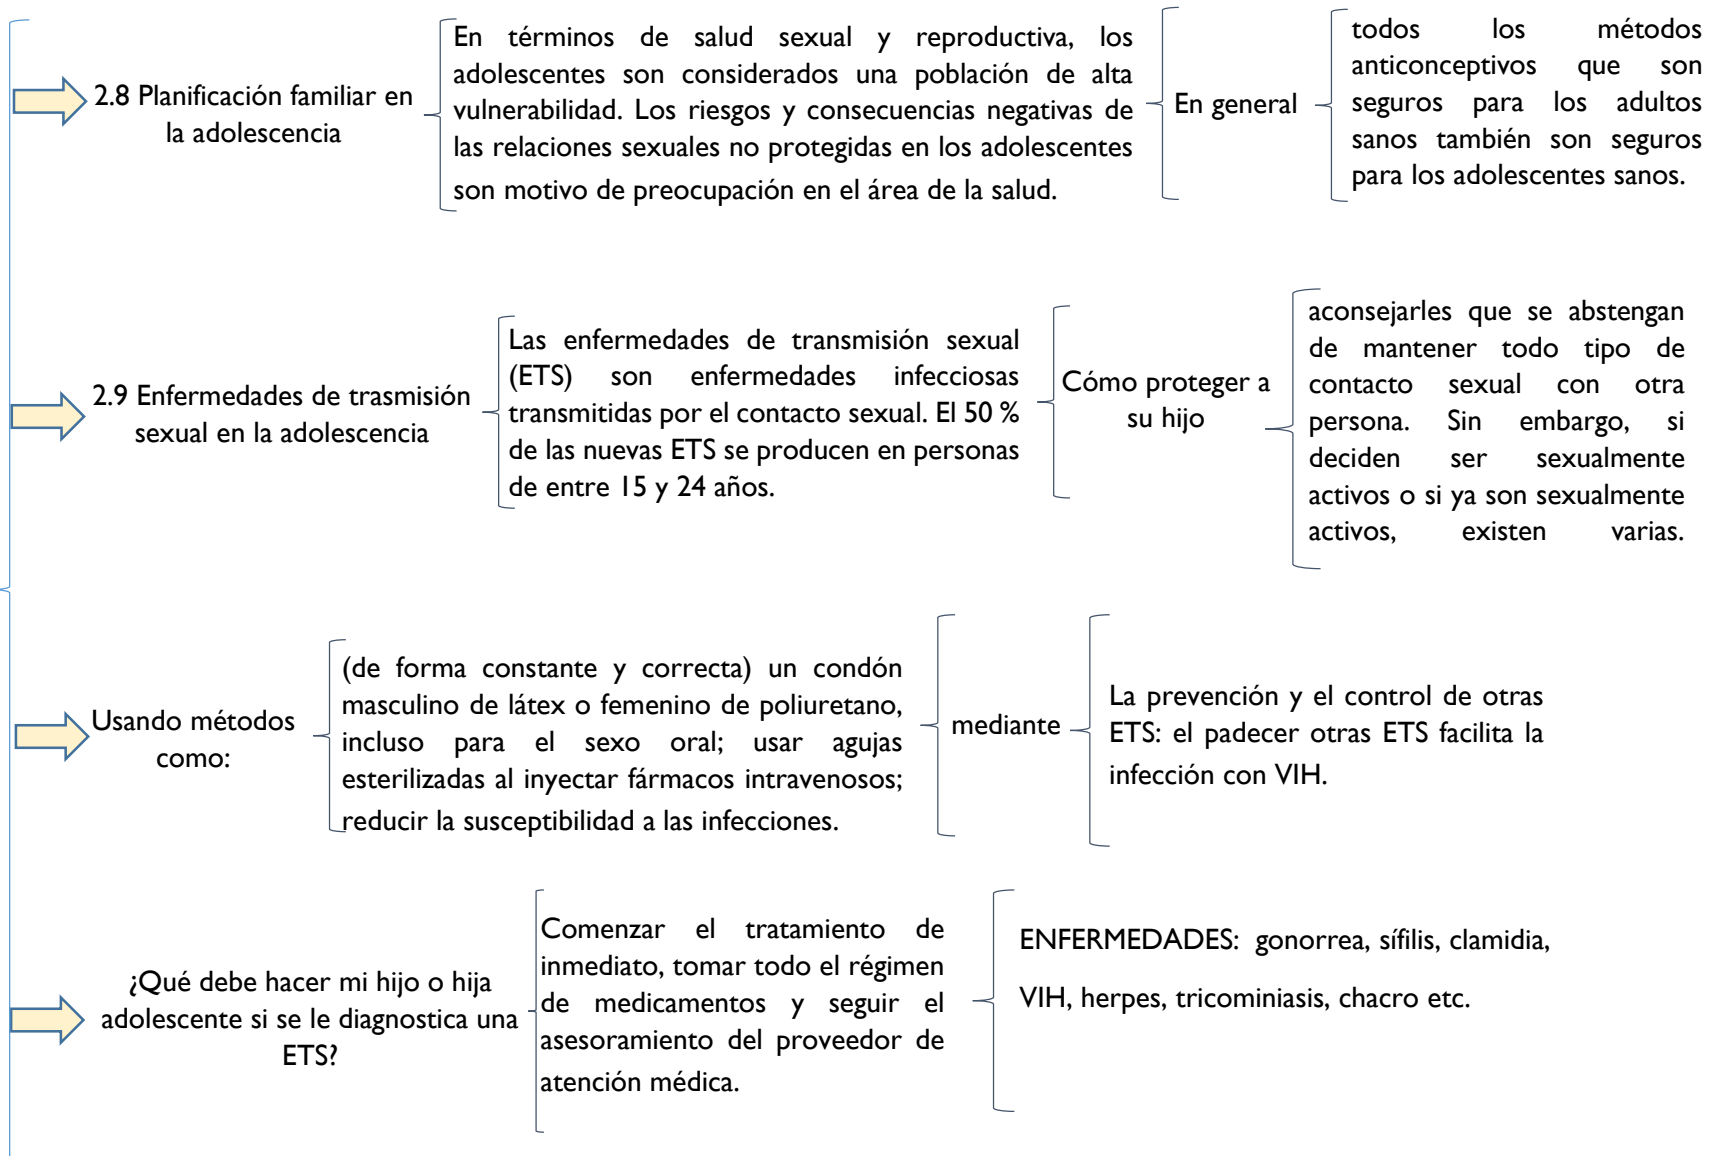 2.8 Planificación familiar en
la adolescencia
En términos de salud sexual y reproductiva, los
adolescentes son considerados una población de alta
vulnerabilidad. Los riesgos y consecuencias negativas de
las relaciones sexuales no protegidas en los adolescentes
son motivo de preocupación en el área de la salud.
En general
todos los métodos
anticonceptivos que son
seguros para los adultos
sanos también son seguros
para los adolescentes sanos.
2.9 Enfermedades de trasmisión
sexual en la adolescencia
Las enfermedades de transmisión sexual
(ETS) son enfermedades infecciosas
transmitidas por el contacto sexual. El 50 %
de las nuevas ETS se producen en personas
de entre 15 y 24 años.
Cómo proteger a
su hijo
aconsejarles que se abstengan
de mantener todo tipo de
contacto sexual con otra
persona. Sin embargo, si
deciden ser sexualmente
activos o si ya son sexualmente
activos, existen varias.
Usando métodos
como:
(de forma constante y correcta) un condón
masculino de látex o femenino de poliuretano,
incluso para el sexo oral; usar agujas
esterilizadas al inyectar fármacos intravenosos;
reducir la susceptibilidad a las infecciones.
mediante
La prevención y el control de otras
ETS: el padecer otras ETS facilita la
infección con VIH.
¿Qué debe hacer mi hijo o hija
adolescente si se le diagnostica una
ETS?
Comenzar el tratamiento de
inmediato, tomar todo el régimen
de medicamentos y seguir el
asesoramiento del proveedor de
atención médica.
ENFERMEDADES: gonorrea, sífilis, clamidia,
VIH, herpes, tricominiasis, chacro etc.